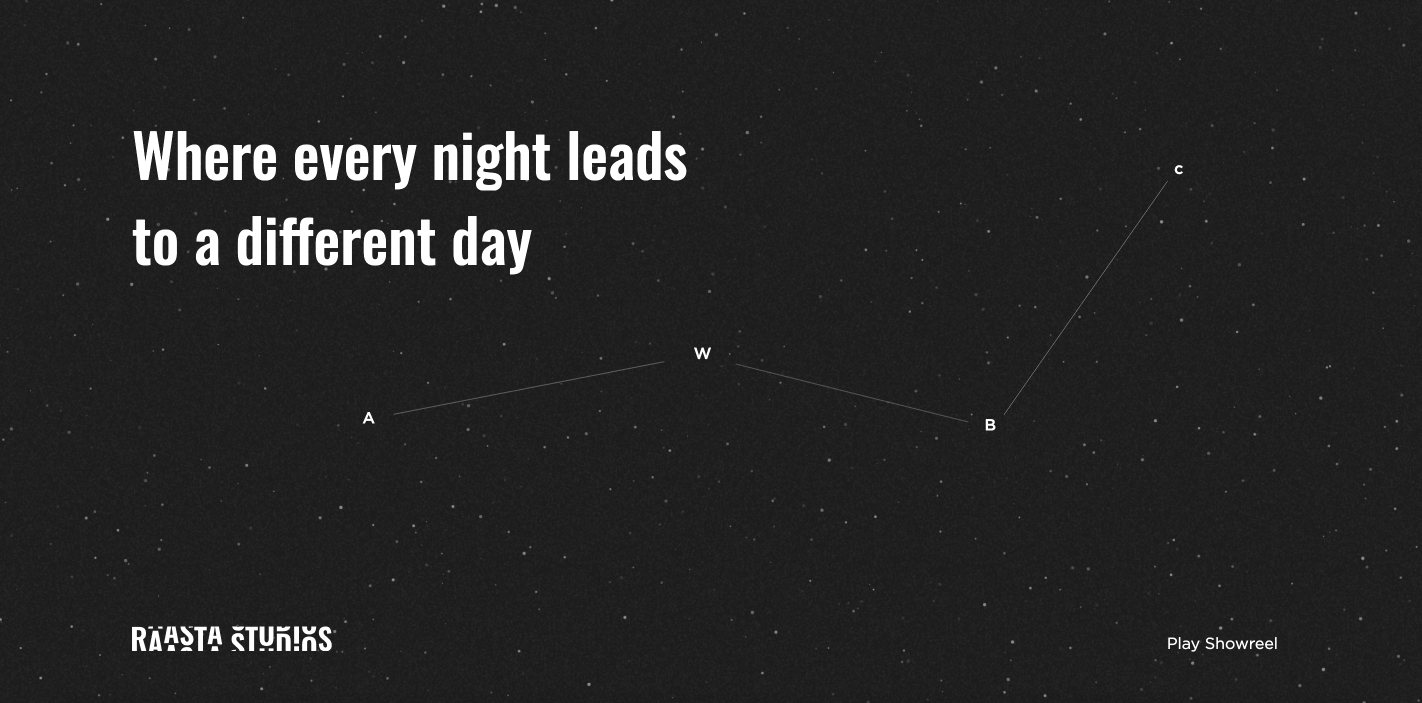 Where every night leads
to a different day
c
W
A
B
RAASTA STUDIOS
Play Showreel